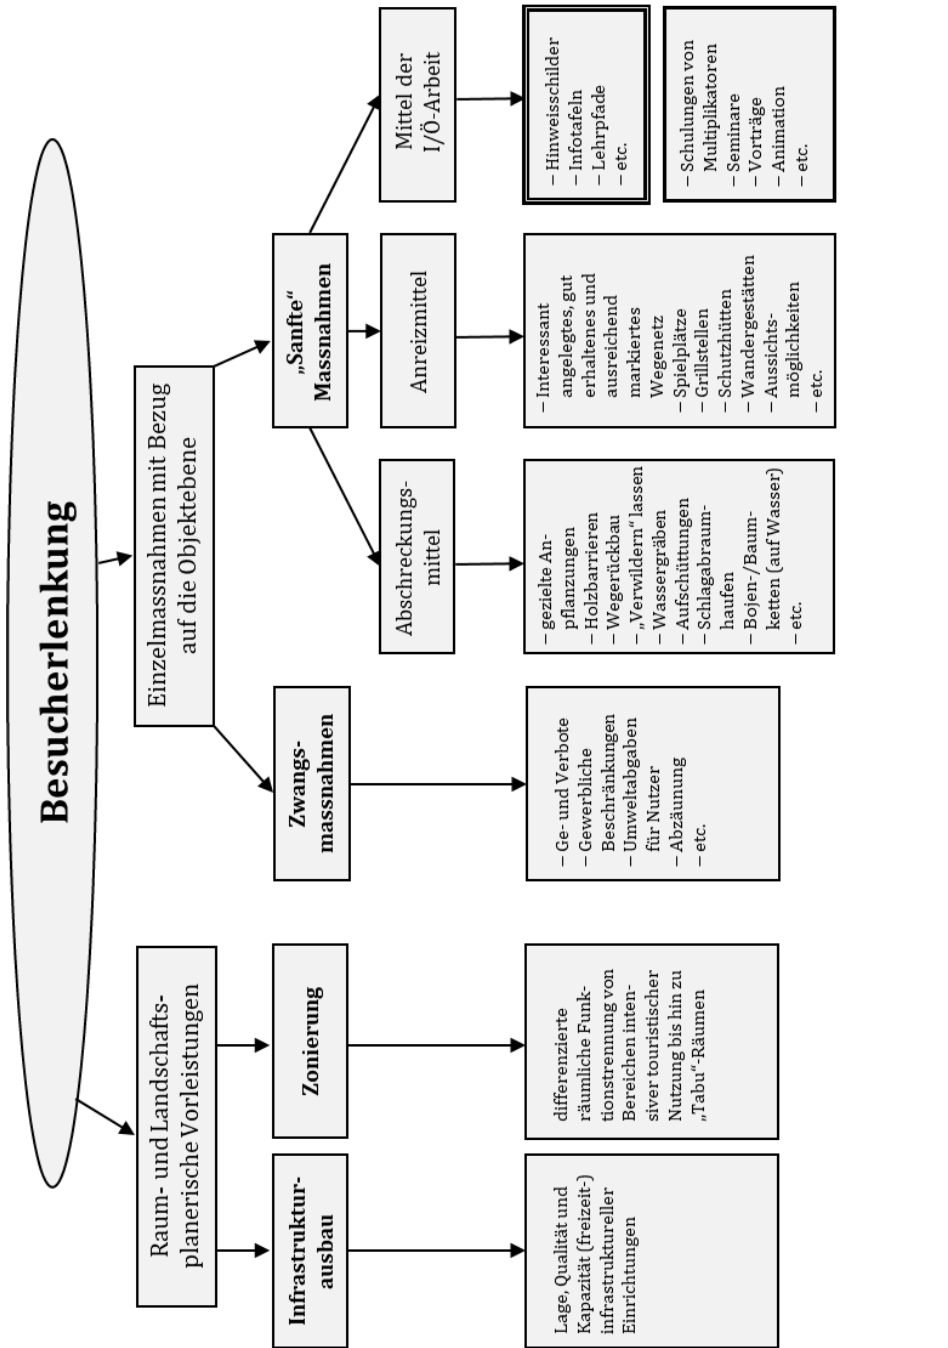 Besucherlenkung
Raum- und Landschafts-
planerische Vorleistungen
Einzelmassnahmen mit Bezug
auf die Objektebene
Infrastruktur-
ausbau
Zonierung
Zwangs-
massnahmen
„Sanfte“
Massnahmen
Abschreckungs-
mittel
Anreizmittel
Mittel der
I/Ö-Arbeit
Lage, Qualität und
Kapazität (freizeit-)
infrastruktureller
Einrichtungen
differenzierte
räumliche Funk-
tionstrennung von
Bereichen inten-
siver touristischer
Nutzung bis hin zu
„Tabu“-Räumen
– Ge- und Verbote
– Gewerbliche
Beschränkungen
– Umweltabgaben
für Nutzer
– Abzäunung
– etc.
– gezielte An-
pflanzungen
– Holzbarrieren
– Wegerückbau
– „Verwildern“ lassen
– Wassergräben
– Aufschüttungen
– Schlagabraum-
haufen
– Bojen-/Baum-
ketten (auf Wasser)
– etc.
– Interessant
angelegtes, gut
erhaltenes und
ausreichend
markiertes
Wegenetz
– Spielplätze
– Grillstellen
– Schutzhütten
– Wandergestätten
– Aussichts-
möglichkeiten
– etc.
– Hinweisschilder
– Infotafeln
– Lehrpfade
– etc.
– Schulungen von
Multiplikatoren
– Seminare
– Vorträge
– Animation
– etc.